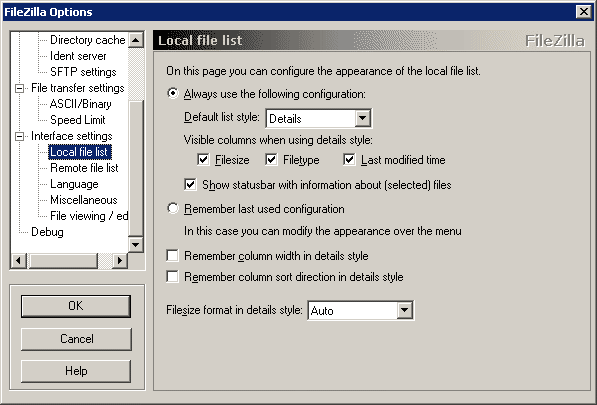 FileZilla Options
Directory cache
Ident server
SFTP settings
File transfer settings
ASCII/Binary
Speed Limit
Interface settings
Local file list
Remote file list
Language
Miscellaneous
File viewing / ed
Debug
OK
Cancel
Help
Local file list
FileZilla
On this page you can configure the appearance of the local file list.
Always use the following configuration:
Default list style: Details
Visible columns when using details style:
Filesize Filetype Last modified time
Show statusbar with information about (selected) files
Remember last used configuration
In this case you can modify the appearance over the menu
Remember column width in details style
Remember column sort direction in details style
Filesize format in details style: Auto